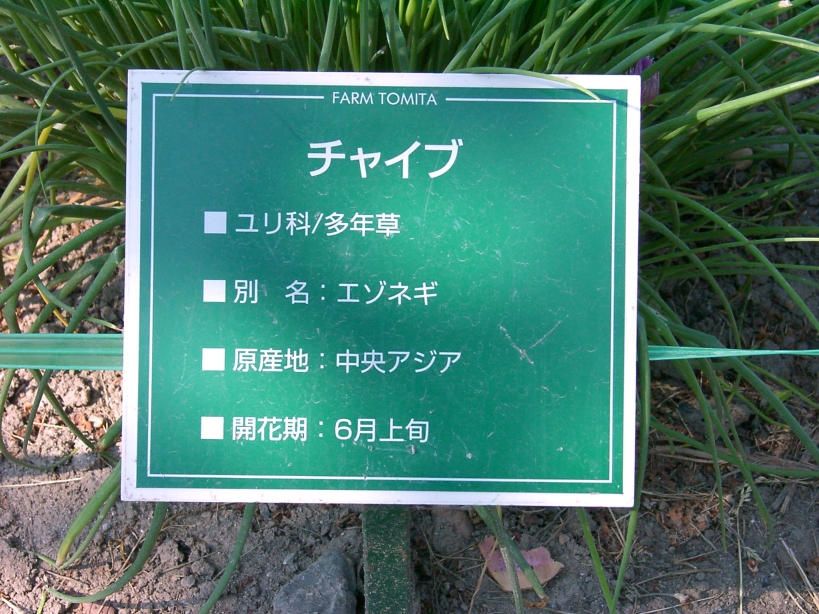 FARM TOMITA
チャイブ
■ユリ科/多年草
■別　名：エゾネギ
■原産地：中央アジア
■開花期：6月上旬